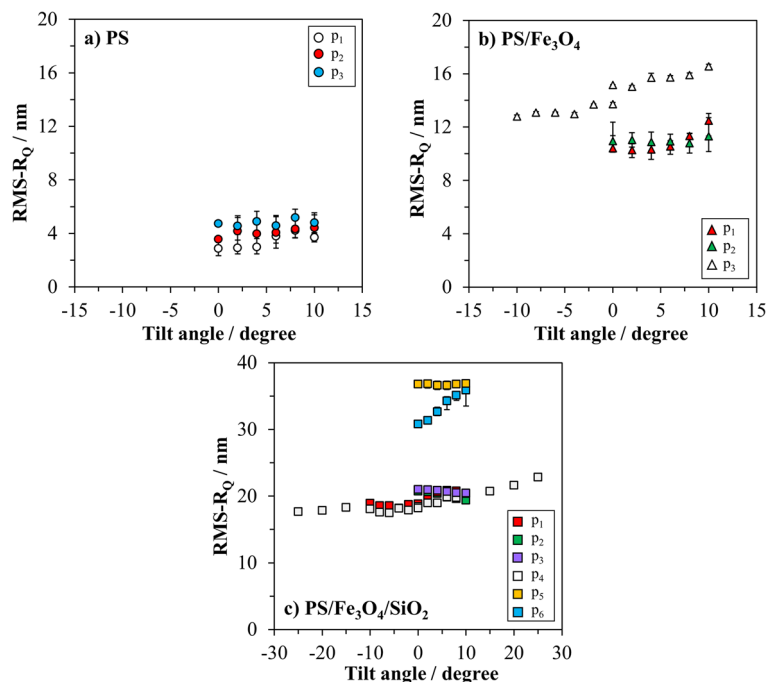 a) PS
p1
p2
p3
20
16
12
8
4
0
RMS-RQ / nm
-15 -10 -5 0 5 10 15
Tilt angle / degree
b) PS/Fe3O4
20
16
12
8
4
0
RMS-RQ / nm
p1
p2
p3
-15 -10 -5 0 5 10 15
Tilt angle / degree
40
30
20
10
0
RMS-RQ / nm
p1
p2
p3
p4
p5
p6
c) PS/Fe3O4/SiO2
-30 -20 -10 0 10 20 30
Tilt angle / degree